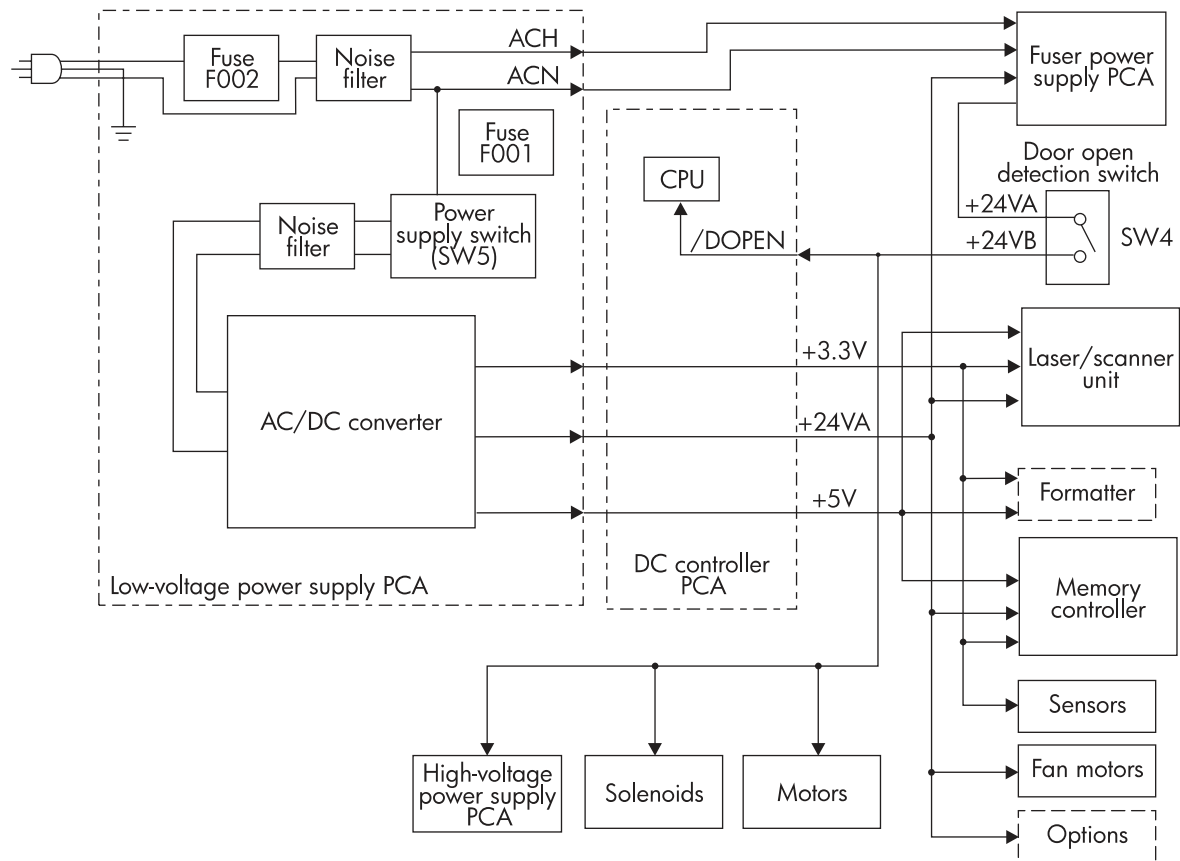 ACH
Fuse
F002
Noise
filter
ACN
Fuser power
supply PCA
Fuse
F001
CPU
Door open
detection switch
Noise
filter
Power
supply switch
(SW5)
/DOPEN
+24VA
+24VB
SW4
+3.3V
Laser/scanner
unit
AC/DC converter
+24VA
+5V
Formatter
Low-voltage power supply PCA
DC controller
PCA
Memory
controller
Sensors
High-voltage
power supply
PCA
Solenoids
Motors
Fan motors
Options